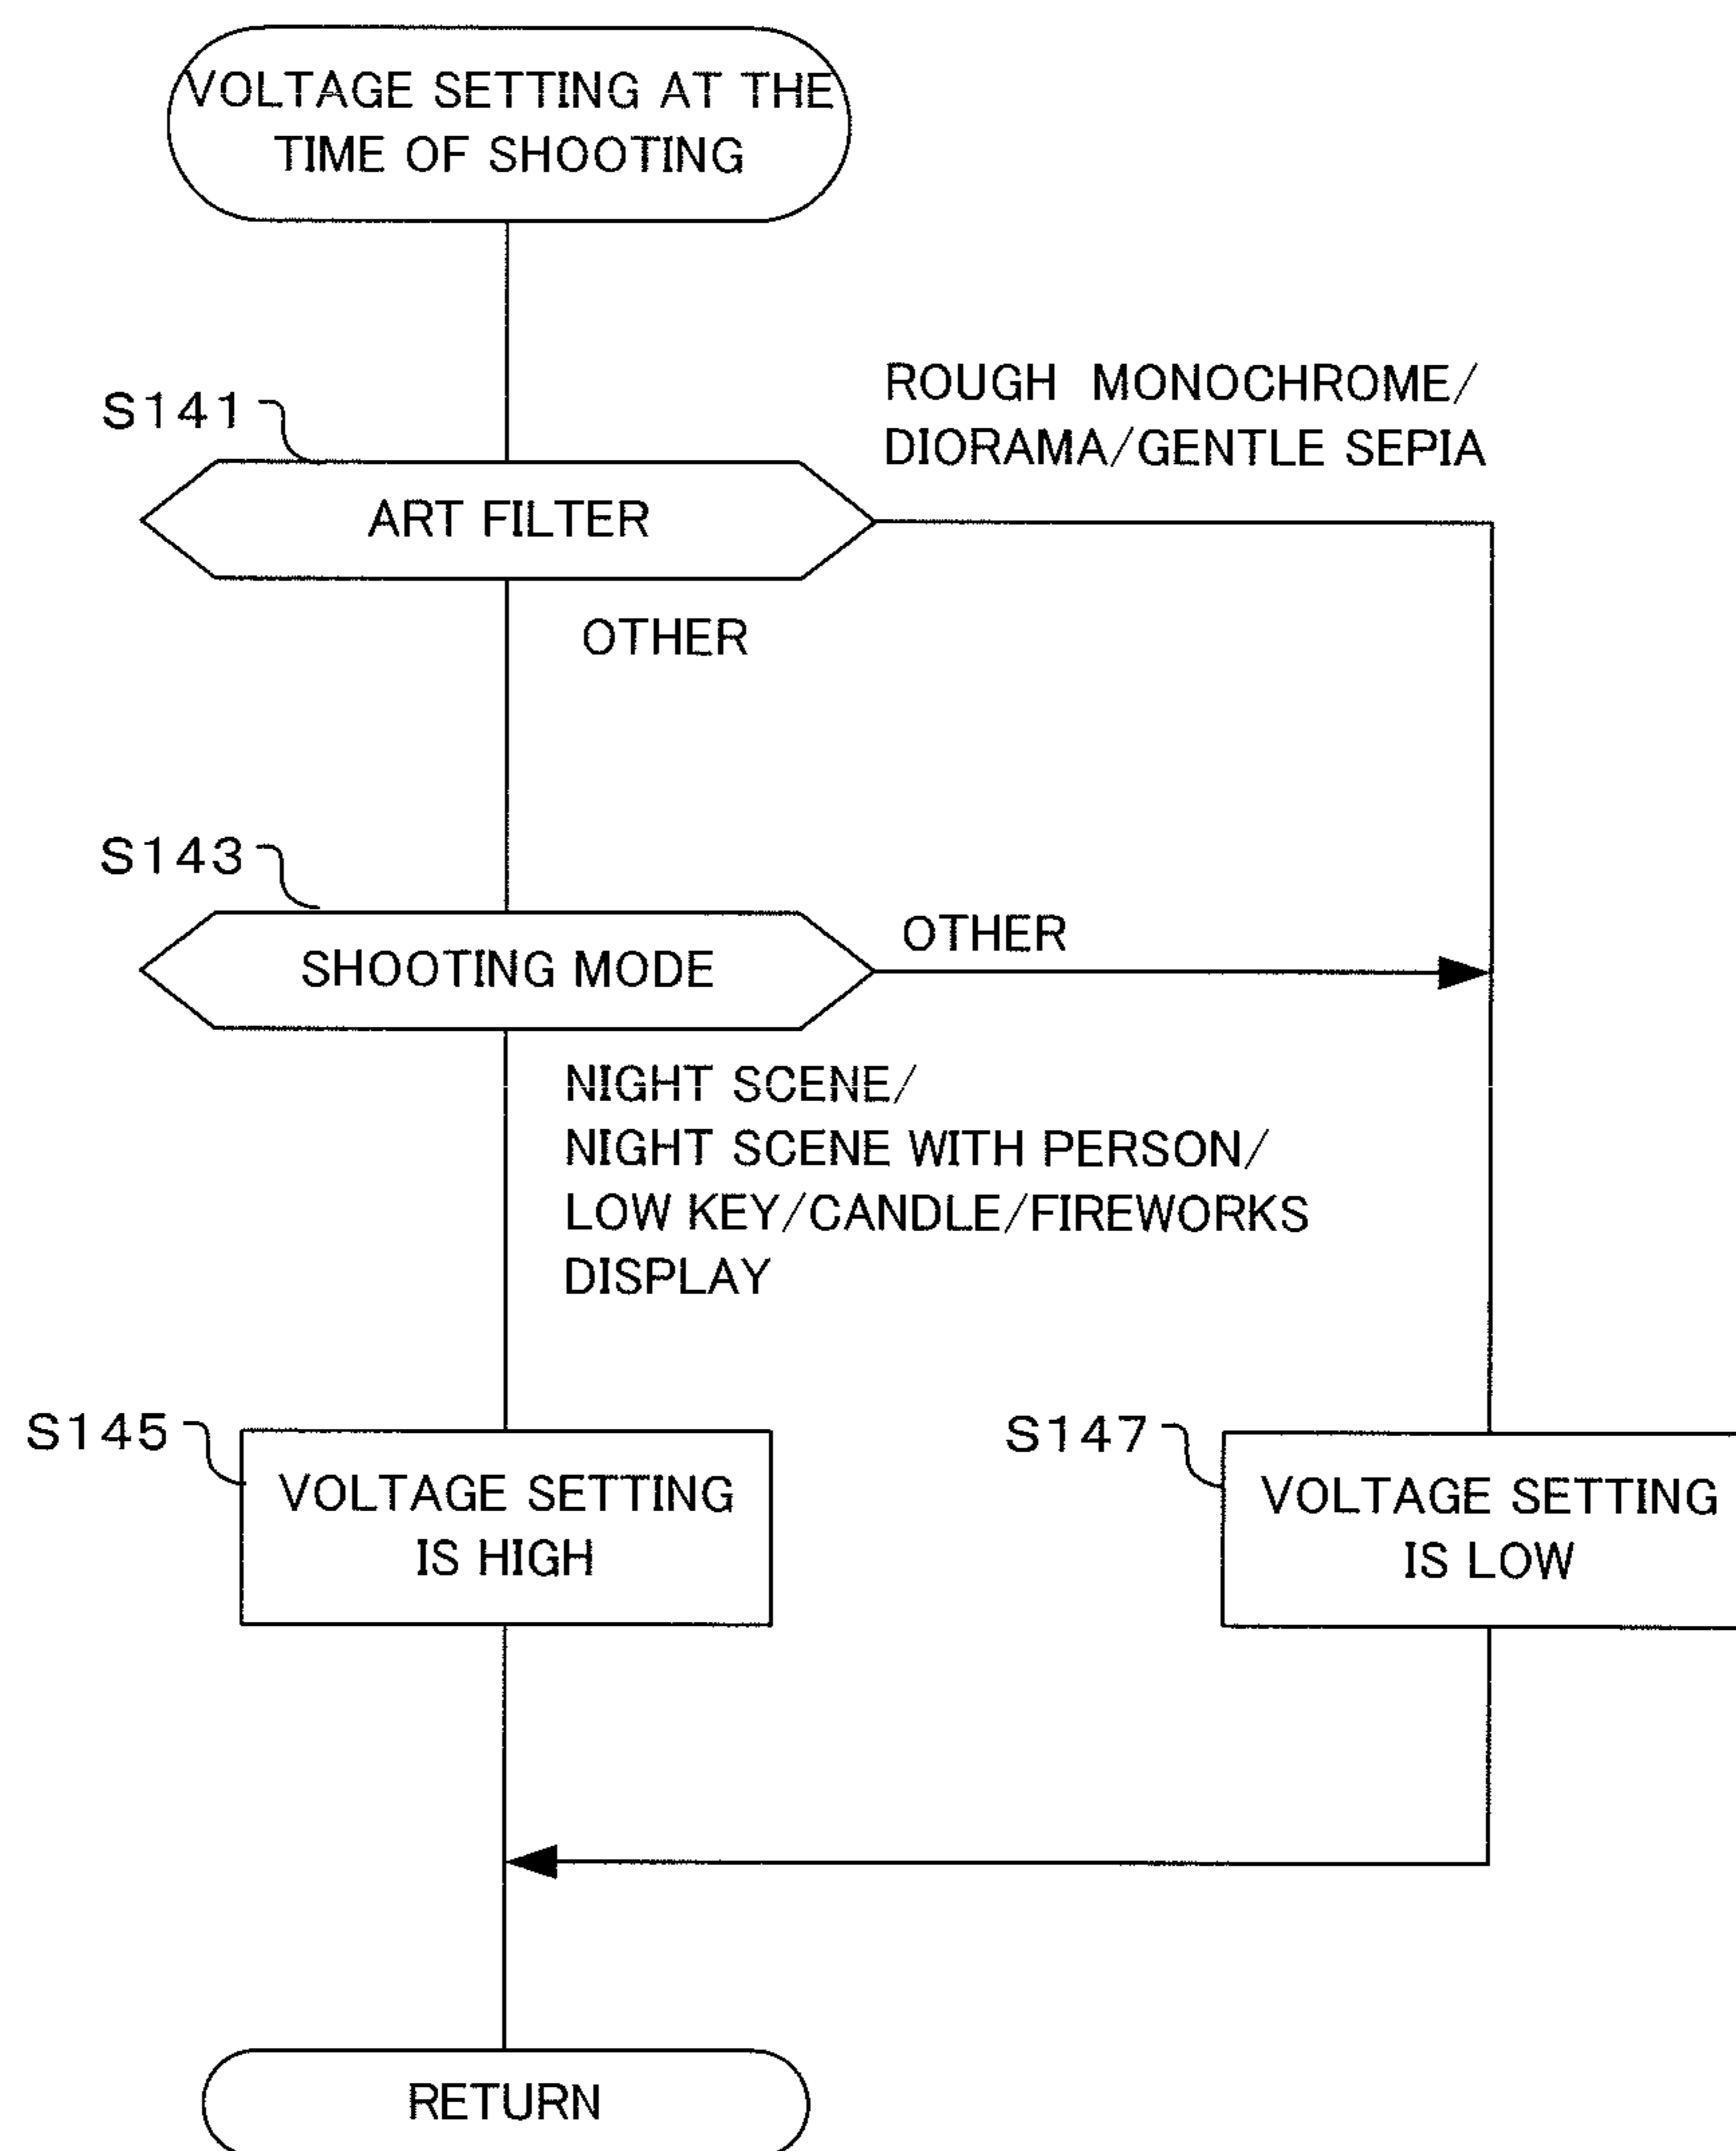 VOLTAGE SETTING AT THE
TIME OF SHOOTING
ROUGH MONOCHROME/
DIORAMA/GENTLE SEPIA
S141
ART FILTER
OTHER
S143
OTHER
SHOOTING MODE
NIGHT SCENE/
NIGHT SCENE WITH PERSON/
LOW KEY/CANDLE/FIREWORKS
DISPLAY
S145
VOLTAGE SETTING
IS HIGH
S147
VOLTAGE SETTING
IS LOW
RETURN